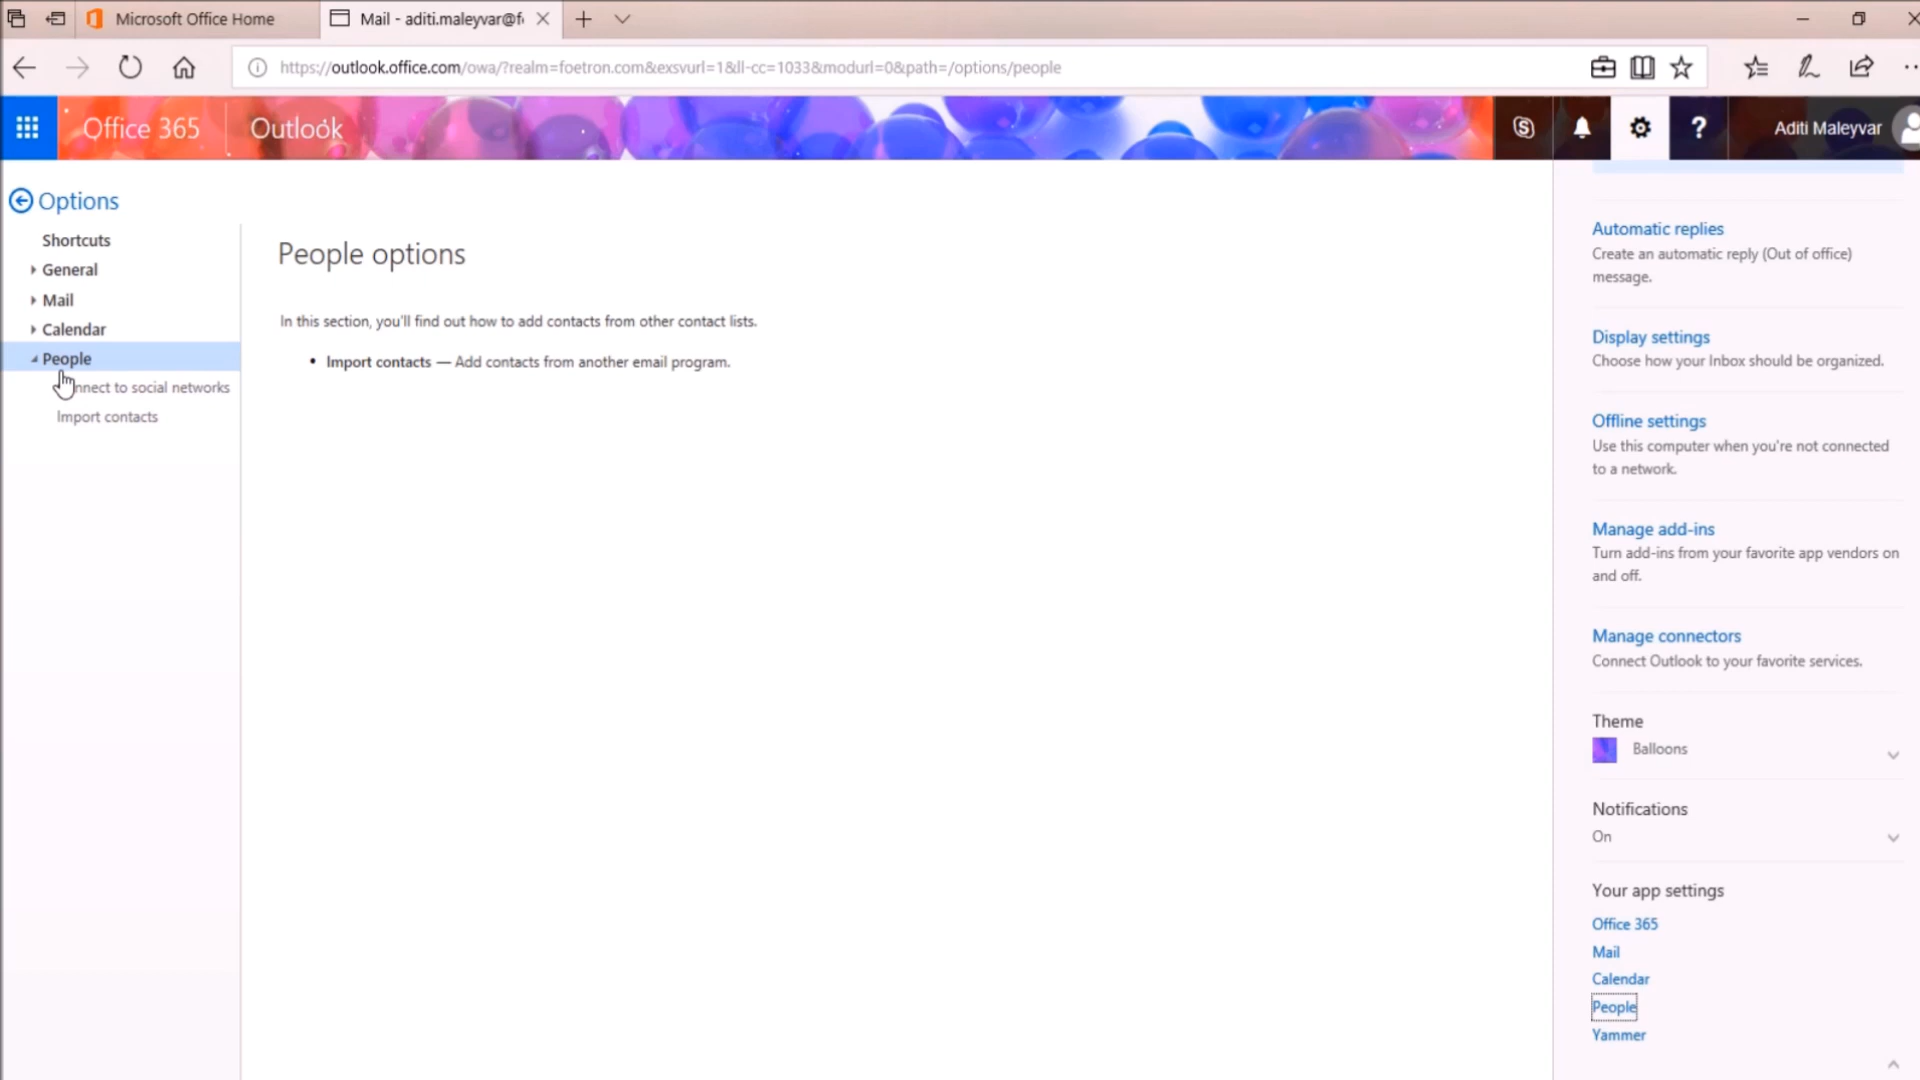 Microsoft Office Home
Mail - aditi.maleyvar@f
https://outlook.office.com/owa/?realm=foetron.com&exsvurl=1&ll-cc=1033&modurl=0&path=/options/people
Office 365
Outlook
Aditi Maleyvar
Options
Shortcuts
General
Mail
Calendar
People
nnect to social networks
Import contacts
People options
In this section, you'll find out how to add contacts from other contact lists.
• Import contacts — Add contacts from another email program.
Automatic replies
Create an automatic reply (Out of office)
message.
Display settings
Choose how your Inbox should be organized.
Offline settings
Use this computer when you're not connected
to a network.
Manage add-ins
Turn add-ins from your favorite app vendors on
and off.
Manage connectors
Connect Outlook to your favorite services.
Theme
Balloons
Notifications
On
Your app settings
Office 365
Mail
Calendar
People
Yammer